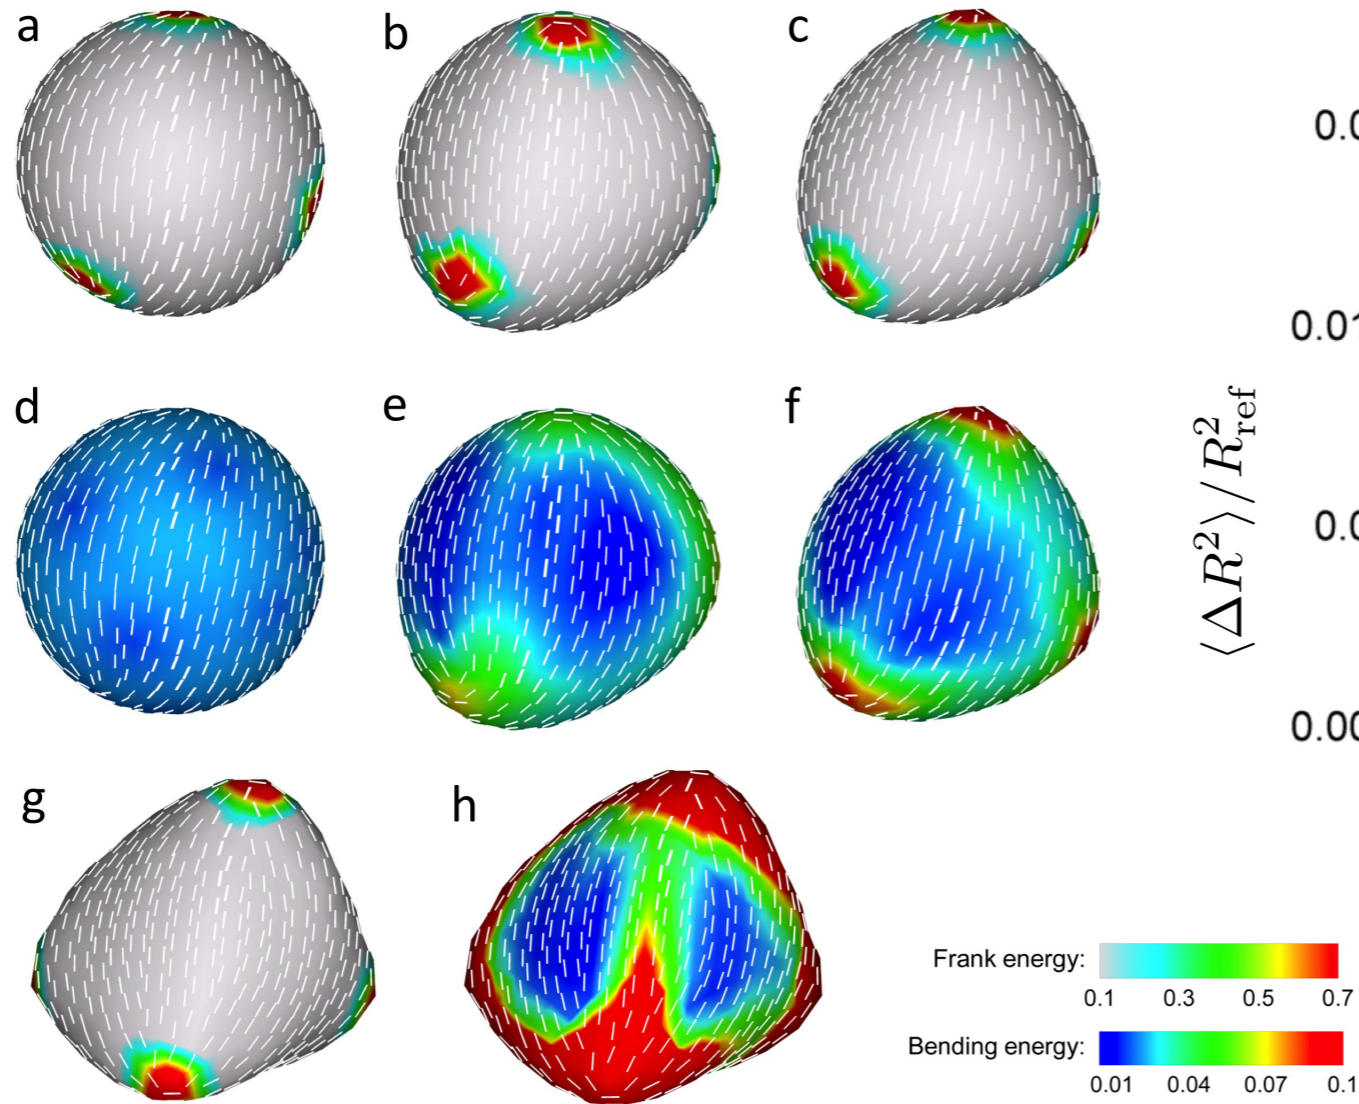 a
b
c
0.0
0.01
d
e
f
⟨ΔR²⟩/R²ref
0.0
0.00
g
h
Frank energy:
0.1 0.3 0.5 0.7
Bending energy:
0.01 0.04 0.07 0.1